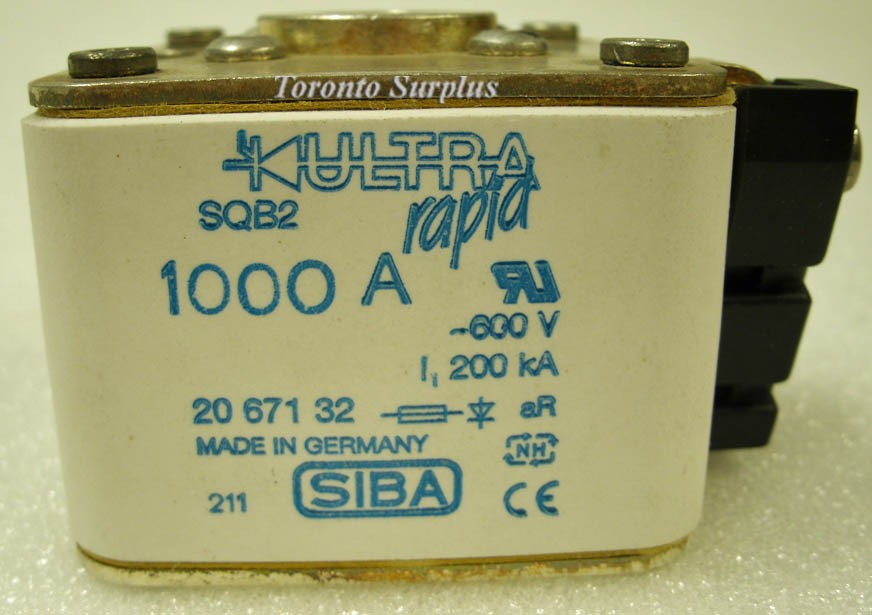 Toronto Surplus
ULTRA
rapid
SQB2
1000 A
~600 V
I₁ 200 kA
20 671 32 aR
MADE IN GERMANY
NH
211 SIBA CE